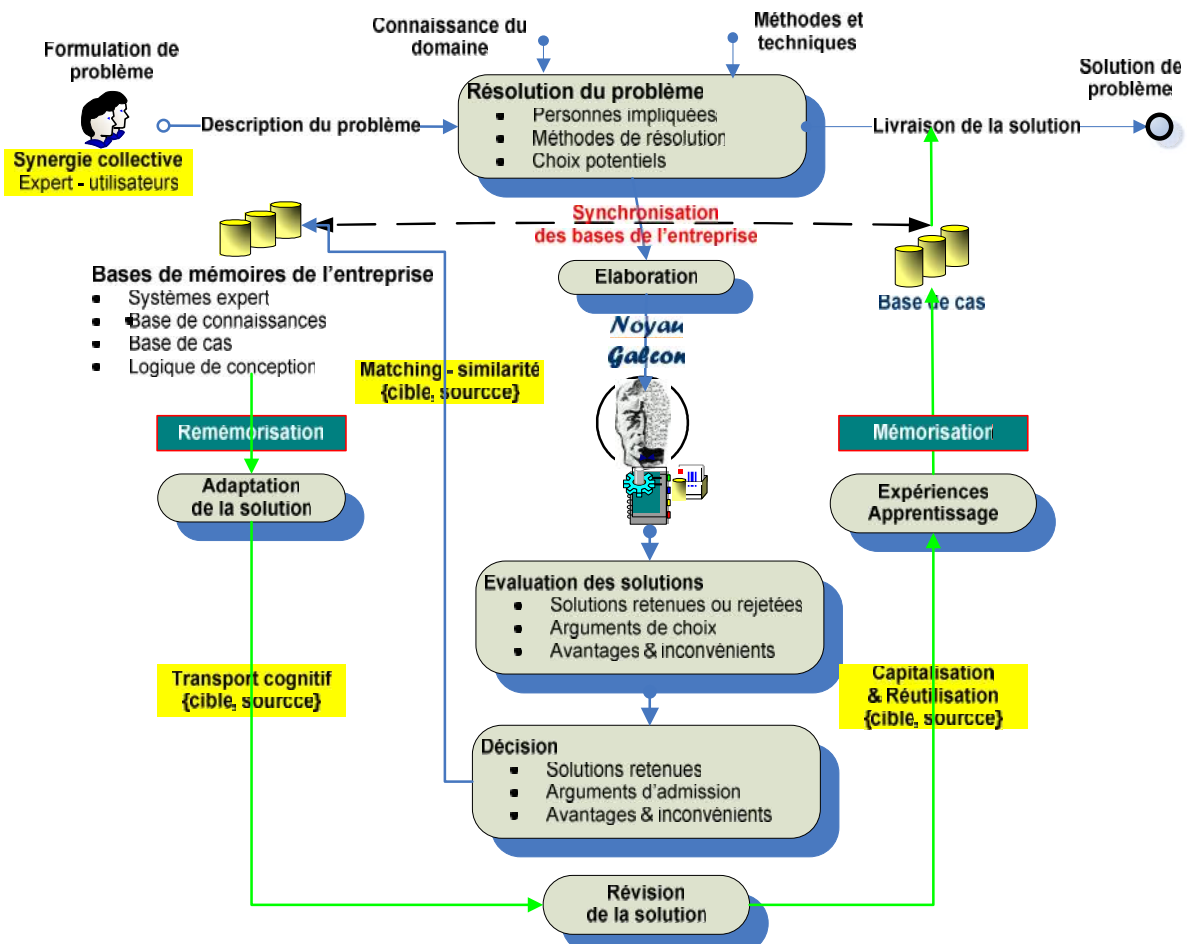 Connaissance du
domaine
Méthodes et
techniques
Formulation de
problème
Solution de
problème
Résolution du problème
Personnes impliquées
Méthodes de résolution
Choix potentiels
Description du problème
Livraison de la solution
Synergie collective
Expert - utilisateurs
Synchronisation
des bases de l'entreprise
Bases de mémoires de l'entreprise
Systèmes expert
Base de connaissances
Base de cas
Logique de conception
Elaboration
Base de cas
Noyau
Galcon
Matching - similarité
{cible, sourcce}
Remémorisation
Mémorisation
Adaptation
de la solution
Expériences
Apprentissage
Evaluation des solutions
Solutions retenues ou rejetées
Arguments de choix
Avantages & inconvénients
Transport cognitif
{cible, sourcce}
Capitalisation
& Réutilisation
{cible, sourcce}
Décision
Solutions retenues
Arguments d'admission
Avantages & inconvénients
Révision
de la solution